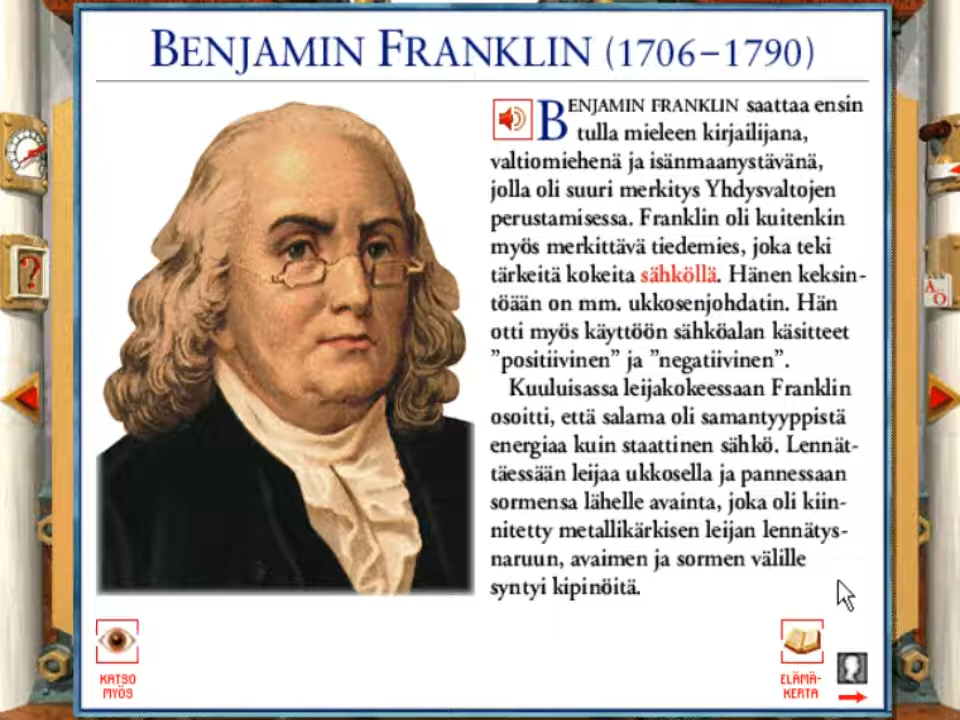 BENJAMIN FRANKLIN (1706–1790)
BENJAMIN FRANKLIN saattaa ensin
tulla mieleen kirjailijana,
valtiomiehenä ja isänmaanystävänä,
jolla oli suuri merkitys Yhdysvaltojen
perustamisessa. Franklin oli kuitenkin
myös merkittävä tiedemies, joka teki
tärkeitä kokeita sähköllä. Hänen keksin-
töään on mm. ukkosenjohdatin. Hän
otti myös käyttöön sähköalan käsitteet
”positiivinen” ja ”negatiivinen”.
Kuuluisassa leijakokeessaan Franklin
osoitti, että salama oli samantyyppistä
energiaa kuin staattinen sähkö. Lennät-
täessään leijaa ukkosella ja pannessaan
sormensa lähelle avainta, joka oli kiin-
nitetty metallikärkisen leijan lennätys-
naruun, avaimen ja sormen välille
syntyi kipinöitä.
KATSO
MYÖS
ELÄMÄ-
KERTA
?